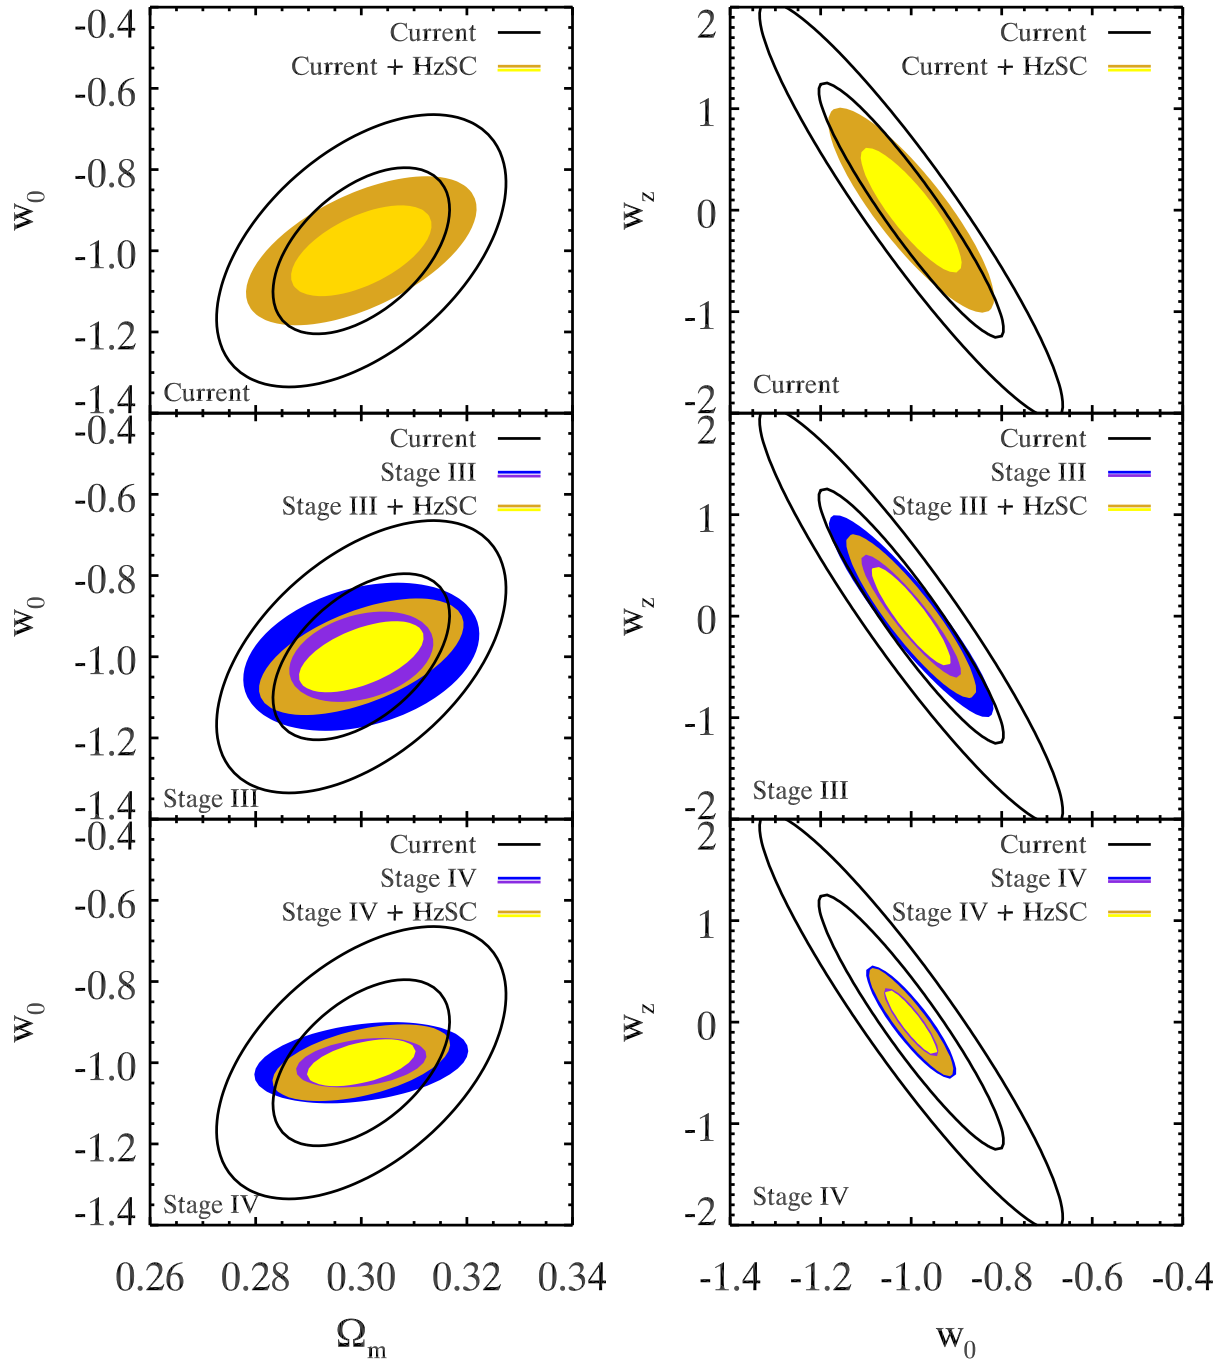 -0.4
-0.6
-0.8
-1.0
-1.2
-1.4
w0
Current
Current + HzSC
Current
2
1
0
-1
-2
wz
Current
Current + HzSC
Current
-0.4
-0.6
-0.8
-1.0
-1.2
-1.4
w0
Current
Stage III
Stage III + HzSC
Stage III
2
1
0
-1
-2
wz
Current
Stage III
Stage III + HzSC
Stage III
-0.4
-0.6
-0.8
-1.0
-1.2
-1.4
w0
Current
Stage IV
Stage IV + HzSC
Stage IV
2
1
0
-1
-2
wz
Current
Stage IV
Stage IV + HzSC
Stage IV
0.26 0.28 0.30 0.32 0.34
Ωm
-1.4 -1.2 -1.0 -0.8 -0.6 -0.4
w0